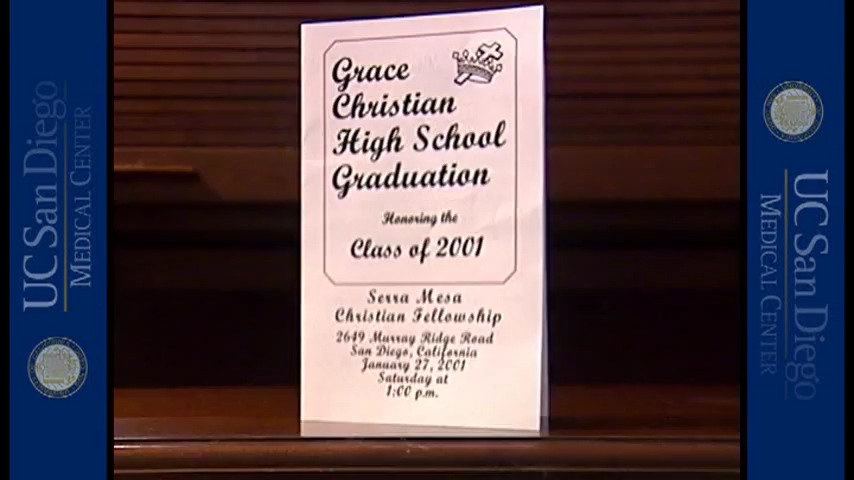 UC San Diego
MEDICAL CENTER
Grace
Christian
High School
Graduation
Honoring the
Class of 2001
Serra Mesa
Christian Fellowship
2649 Murray Ridge Road
San Diego, California
January 27, 2001
Saturday at
1:00 p.m.
UC San Diego
MEDICAL CENTER